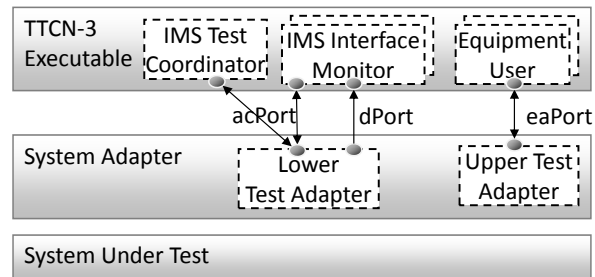 TTCN-3
Executable
IMS Test
Coordinator
IMS Interface
Monitor
Equipment
User
acPort
dPort
eaPort
System Adapter
Lower
Test Adapter
Upper Test
Adapter
System Under Test